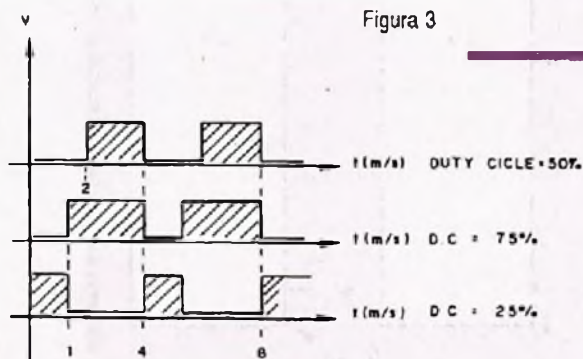 Figura 3
V
t(m/s) DUTY CICLE = 50%
2
t(m/s) D.C = 75%
t(m/s) D C = 25%
1 4 8